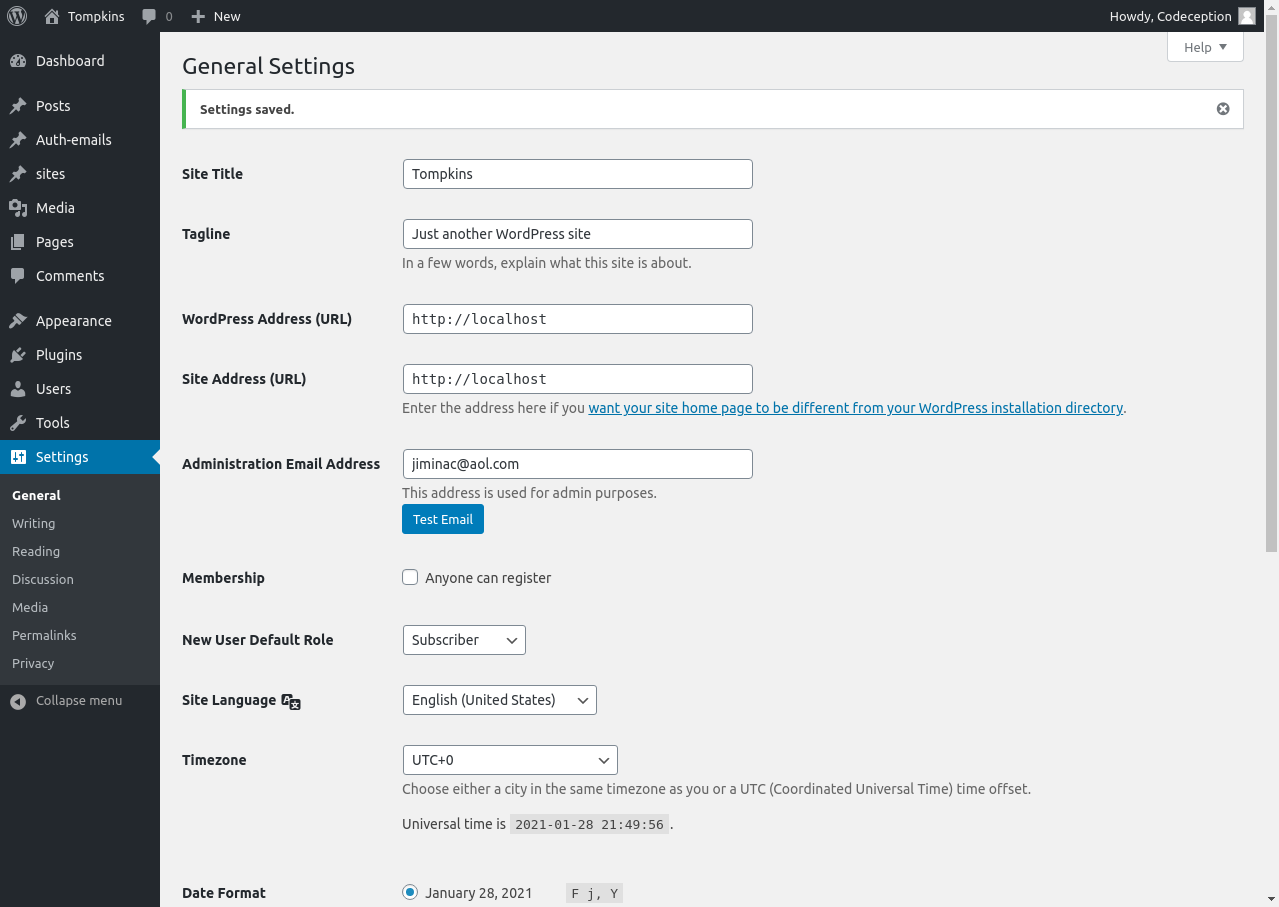 Tompkins 0 New Howdy, Codeception
Help
Dashboard
Posts
Auth-emails
sites
Media
Pages
Comments
Appearance
Plugins
Users
Tools
Settings
General
Writing
Reading
Discussion
Media
Permalinks
Privacy
Collapse menu
General Settings
Settings saved.
Site Title Tompkins
Tagline Just another WordPress site
In a few words, explain what this site is about.
WordPress Address (URL) http://localhost
Site Address (URL) http://localhost
Enter the address here if you want your site home page to be different from your WordPress installation directory.
Administration Email Address jiminac@aol.com
This address is used for admin purposes.
Test Email
Membership Anyone can register
New User Default Role Subscriber
Site Language English (United States)
Timezone UTC+0
Choose either a city in the same timezone as you or a UTC (Coordinated Universal Time) time offset.
Universal time is 2021-01-28 21:49:56 .
Date Format January 28, 2021 F j, Y